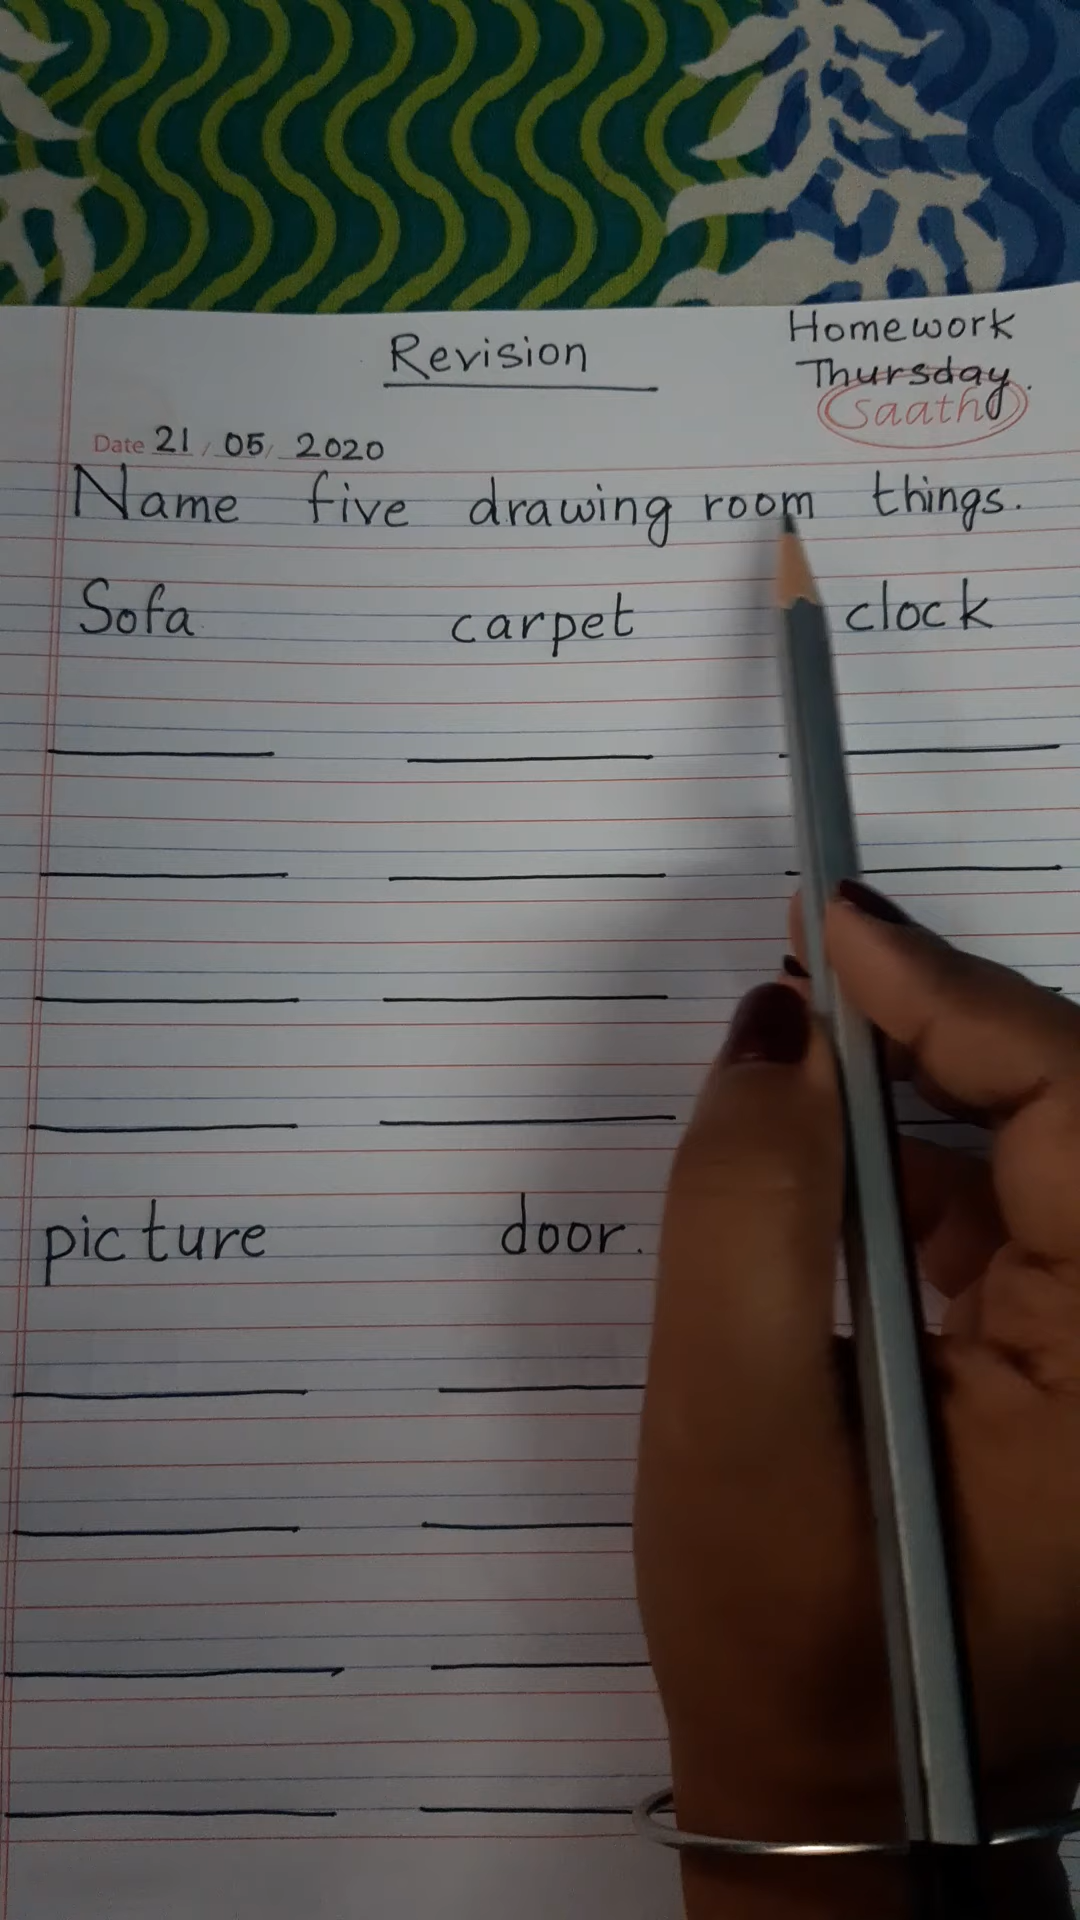 Revision
Homework
Thursday.
Saathi
Date 21/05/2020
Name five drawing room things.
Sofa carpet clock
picture door.